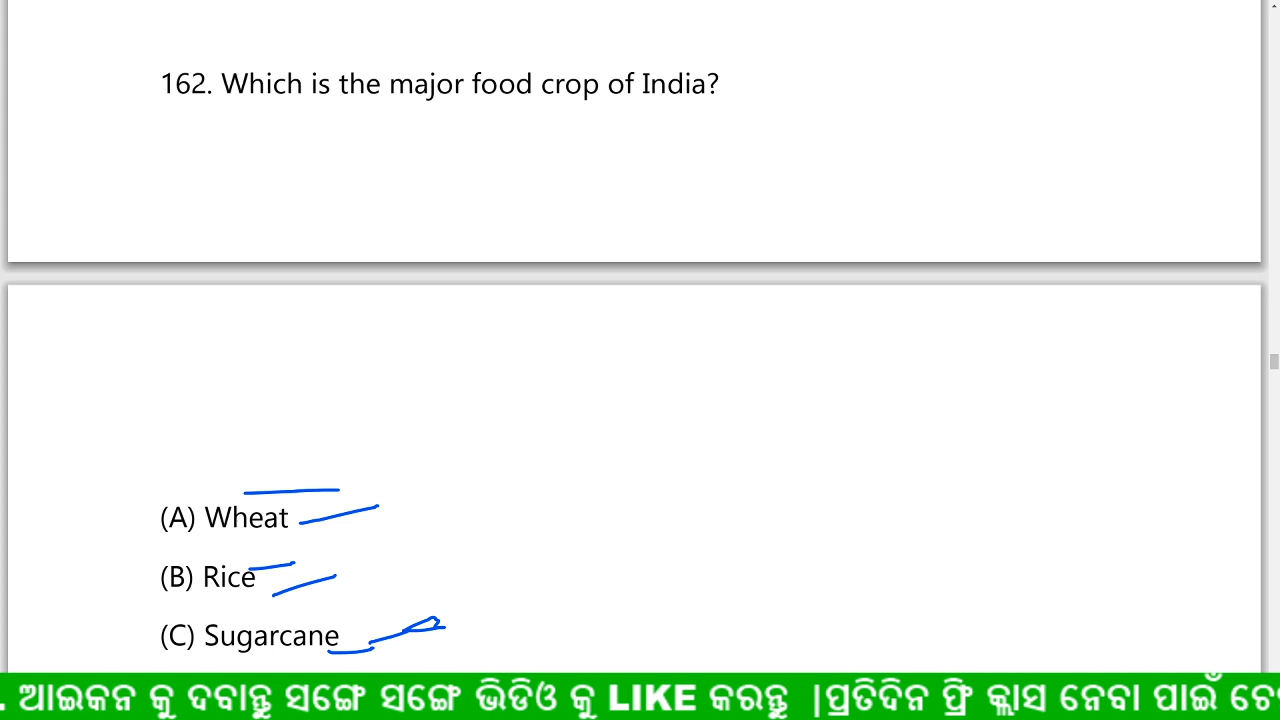 162. Which is the major food crop of India?
(A) Wheat
(B) Rice
(C) Sugarcane
. ଆଇକନ କୁ ଦବାନ୍ତୁ ସଙ୍ଗେ ସଙ୍ଗେ ଭିଡିଓ କୁ LIKE କରନ୍ତୁ |ପ୍ରତିଦିନ ଫ୍ରି କ୍ଲାସ ନେବା ପାଇଁ